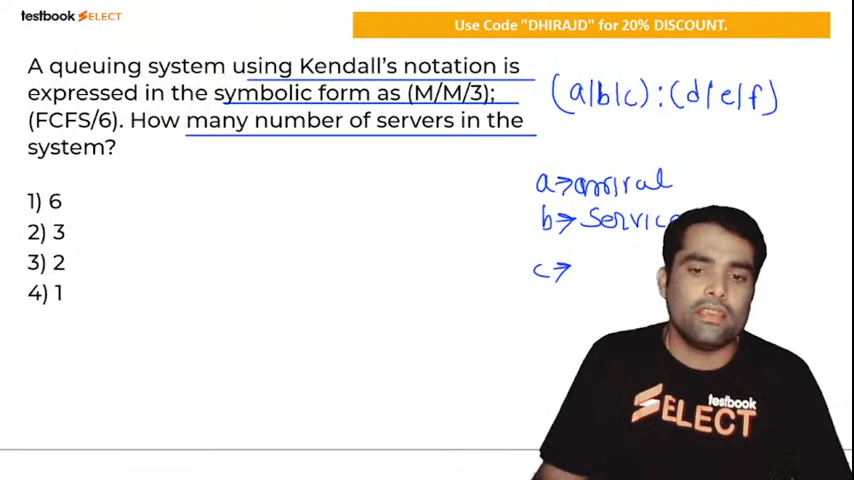 testbook SELECT
Use Code "DHIRAJD" for 20% DISCOUNT.
A queuing system using Kendall's notation is
expressed in the symbolic form as (M/M/3);
(FCFS/6). How many number of servers in the
system?
1) 6
2) 3
3) 2
4) 1
(a/b/c) : (d/e/f)
a→ arrival
b→ Service
c→
testbook
SELECT